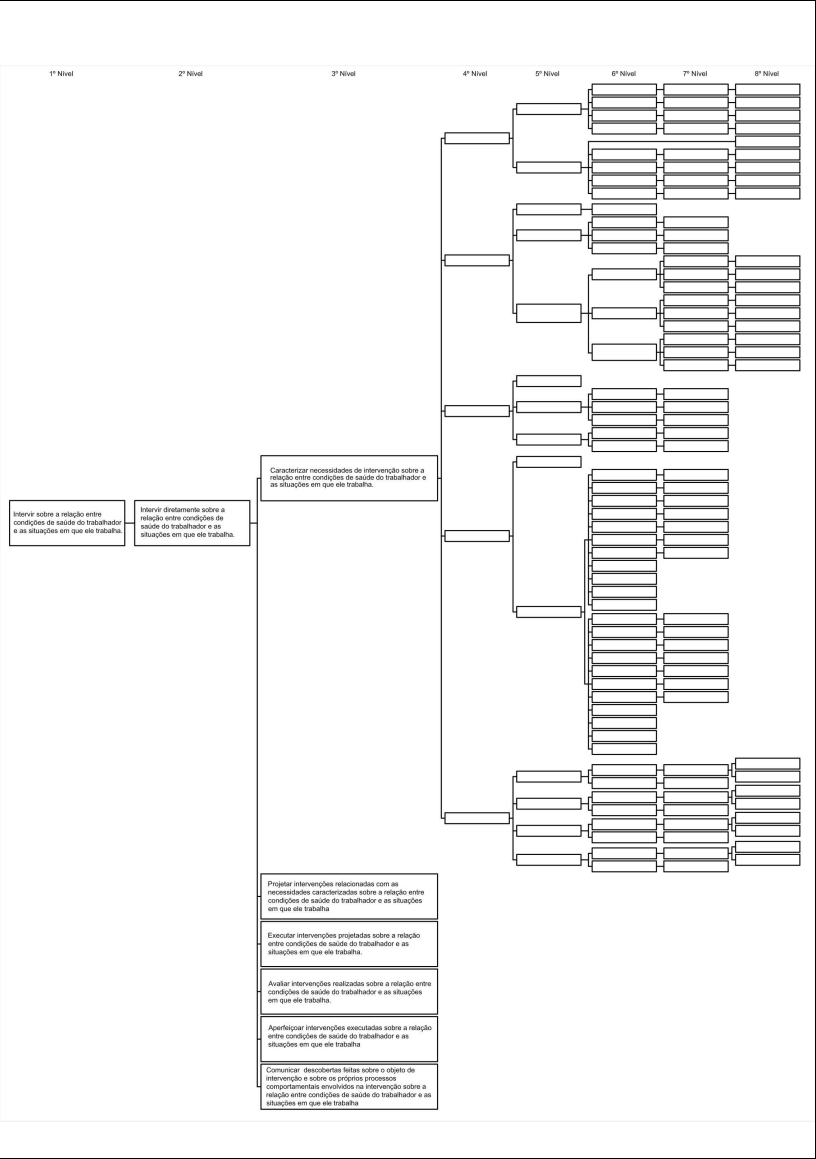 1º Nível 2º Nível 3º Nível 4º Nível 5º Nível 6º Nível 7º Nível 8º Nível
Intervir sobre a relação entre
condições de saúde do trabalhador
e as situações em que ele trabalha.
Intervir diretamente sobre a
relação entre condições de
saúde do trabalhador e as
situações em que ele trabalha.
Caracterizar necessidades de intervenção sobre a
relação entre condições de saúde do trabalhador e
as situações em que ele trabalha.
Projetar intervenções relacionadas com as
necessidades caracterizadas sobre a relação entre
condições de saúde do trabalhador e as situações
em que ele trabalha
Executar intervenções projetadas sobre a relação
entre condições de saúde do trabalhador e as
situações em que ele trabalha.
Avaliar intervenções realizadas sobre a relação entre
condições de saúde do trabalhador e as situações
em que ele trabalha.
Aperfeiçoar intervenções executadas sobre a relação
entre condições de saúde do trabalhador e as
situações em que ele trabalha
Comunicar descobertas feitas sobre o objeto de
intervenção e sobre os próprios processos
comportamentais envolvidos na intervenção sobre a
relação entre condições de saúde do trabalhador e as
situações em que ele trabalha